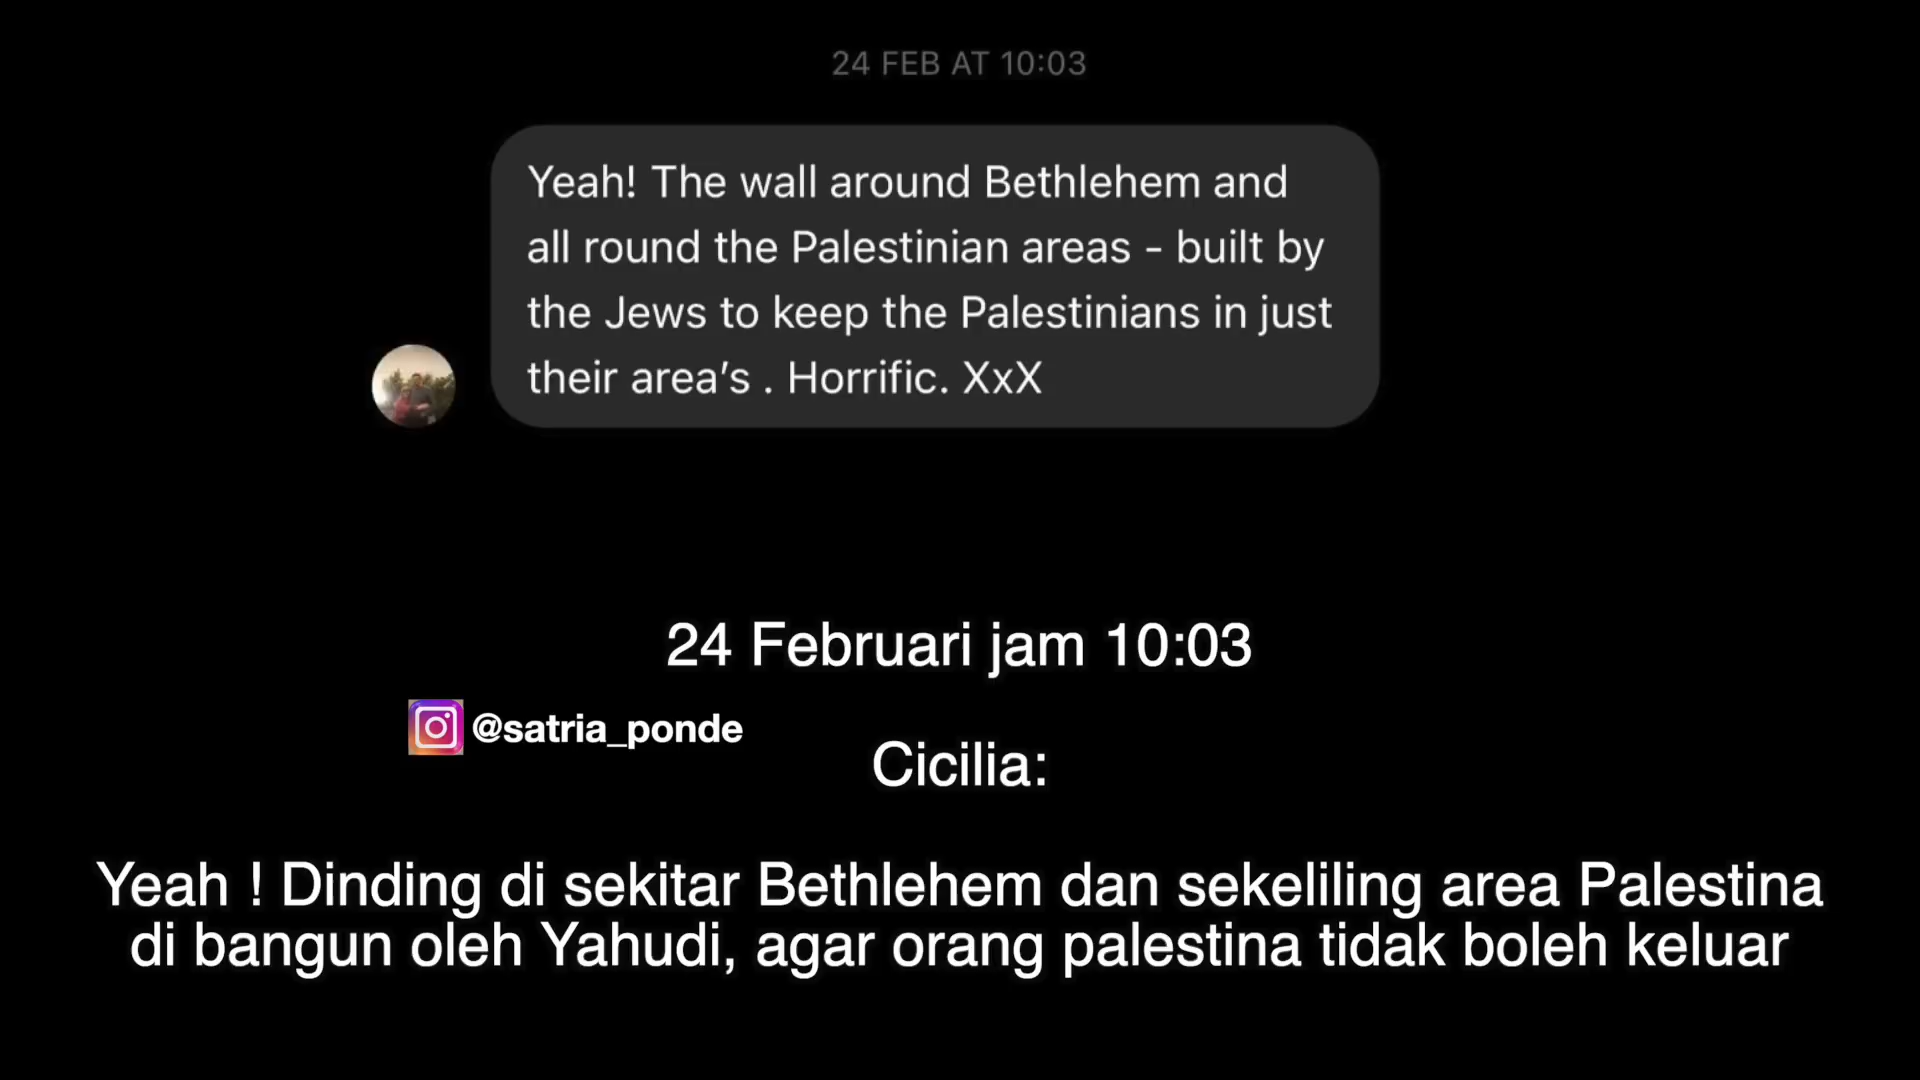 24 FEB AT 10:03
Yeah! The wall around Bethlehem and
all round the Palestinian areas - built by
the Jews to keep the Palestinians in just
their area’s . Horrific. XxX
24 Februari jam 10:03
@satria_ponde
Cicilia:
Yeah ! Dinding di sekitar Bethlehem dan sekeliling area Palestina
di bangun oleh Yahudi, agar orang palestina tidak boleh keluar